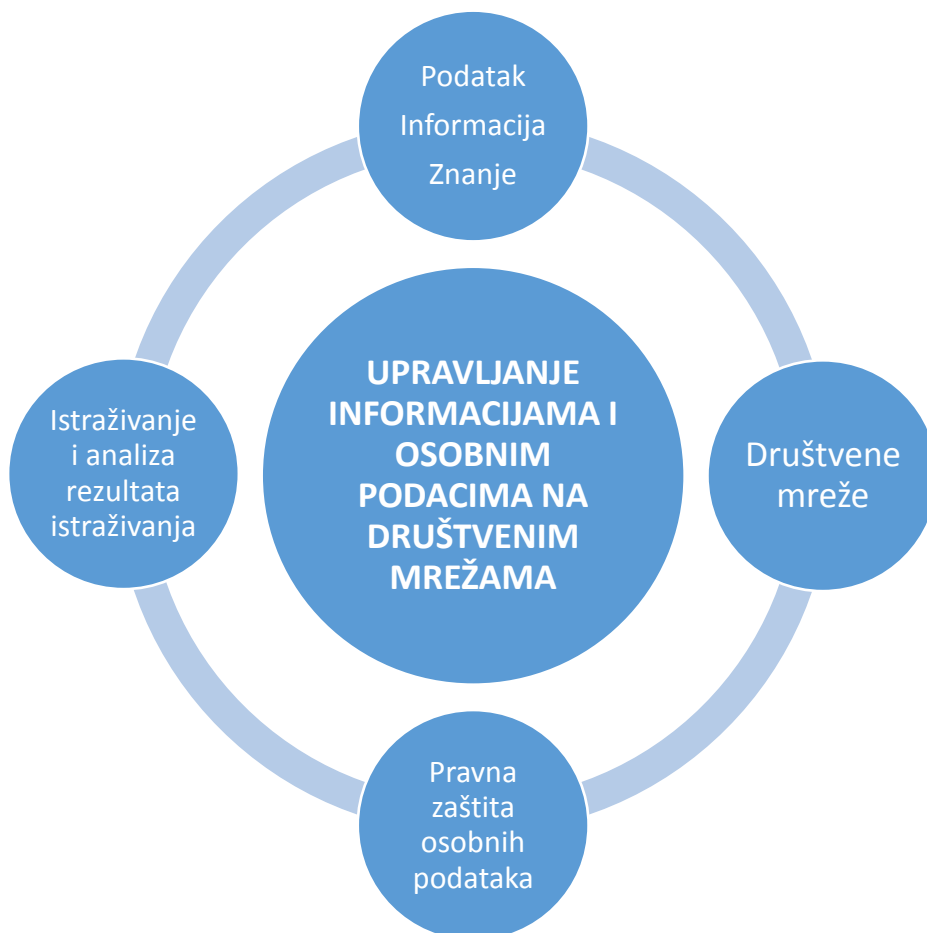 Podatak
Informacija
Znanje
UPRAVLJANJE
INFORMACIJAMA I
OSOBNIM
PODACIMA NA
DRUŠTVENIM
MREŽAMA
Društvene
mreže
Pravna
zaštita
osobnih
podataka
Istraživanje
i analiza
rezultata
istraživanja